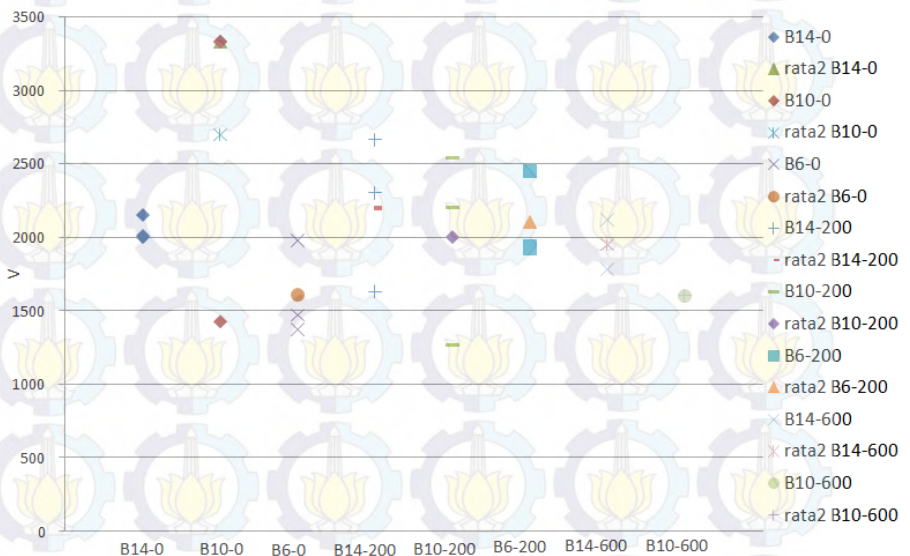 3500
3000
2500
2000
1500
1000
500
0
V
B14-0 B10-0 B6-0 B14-200 B10-200 B6-200 B14-600 B10-600
B14-0
rata2 B14-0
B10-0
rata2 B10-0
B6-0
rata2 B6-0
B14-200
rata2 B14-200
B10-200
rata2 B10-200
B6-200
rata2 B6-200
B14-600
rata2 B14-600
B10-600
rata2 B10-600